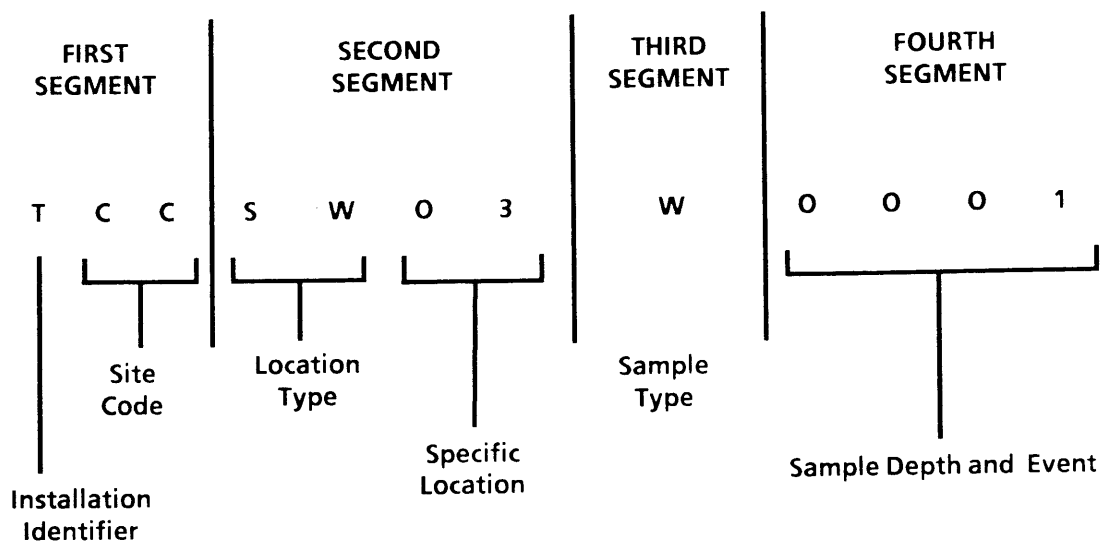 FIRST SEGMENT
SECOND SEGMENT
THIRD SEGMENT
FOURTH SEGMENT
T C C S W O 3 W O O O 1
Site Code
Location Type
Sample Type
Specific Location
Sample Depth and Event
Installation Identifier